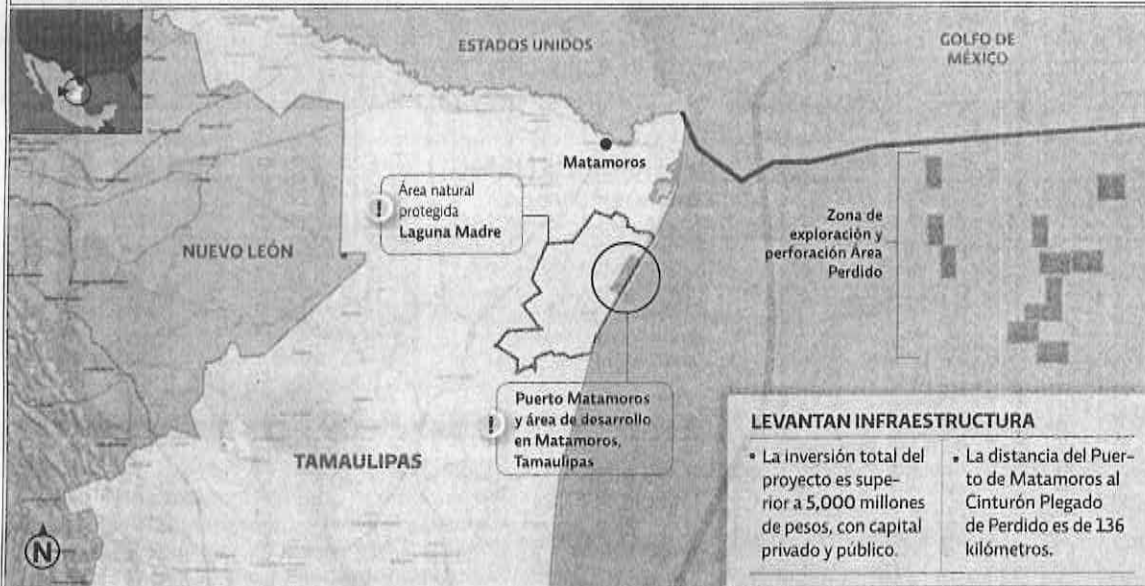 ESTADOS UNIDOS
GOLFO DE
MÉXICO
Matamoros
Área natural
protegida
Laguna Madre
!
NUEVO LEÓN
Zona de
exploración y
perforación Área
Perdido
Puerto Matamoros
y área de desarrollo
en Matamoros,
Tamaulipas
!
TAMAULIPAS
N
LEVANTAN INFRAESTRUCTURA
• La inversión total del
proyecto es supe-
rior a 5,000 millones
de pesos, con capital
privado y público.
• La distancia del Puer-
to de Matamoros al
Cinturón Plegado
de Perdido es de 136
kilómetros.